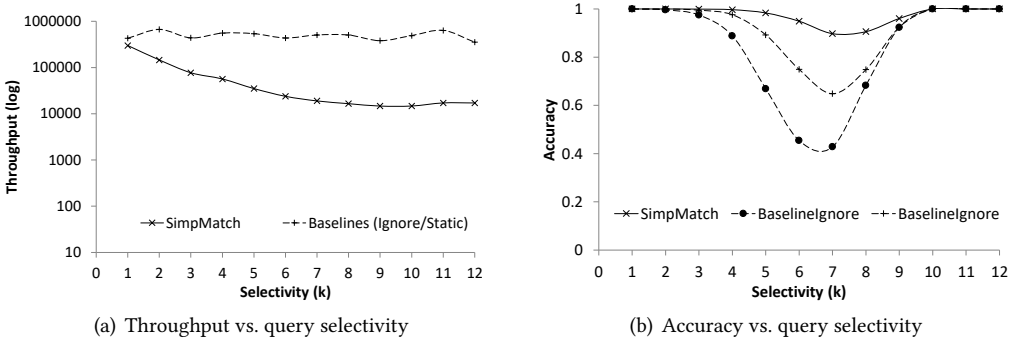 1000000
100000
10000
1000
100
10
Throughput (log)
SimpMatch
Baselines (Ignore/Static)
0 1 2 3 4 5 6 7 8 9 10 11 12
Selectivity (k)
(a) Throughput vs. query selectivity
1
0.8
0.6
0.4
0.2
0
Accuracy
SimpMatch
BaselineIgnore
BaselineIgnore
0 1 2 3 4 5 6 7 8 9 10 11 12
Selectivity (k)
(b) Accuracy vs. query selectivity